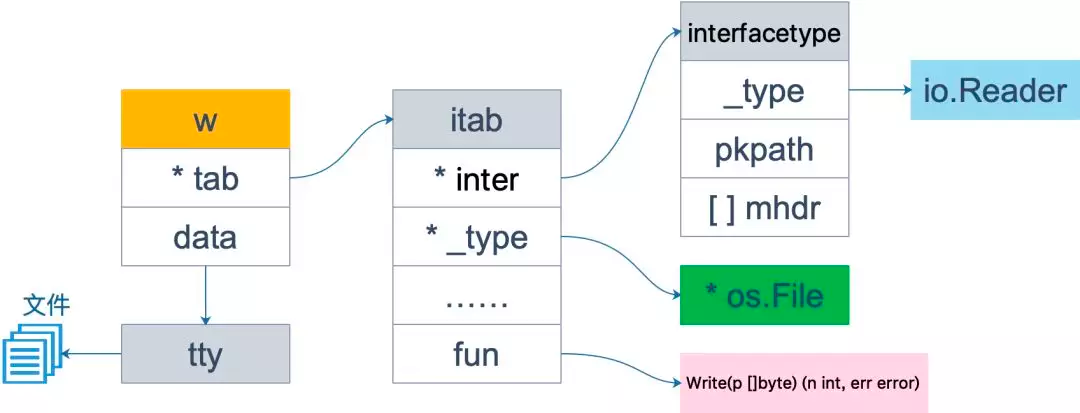 w
* tab
data
文件
tty
itab
* inter
* _type
......
fun
interfacetype
_type
pkpath
[ ] mhdr
io.Reader
* os.File
Write(p []byte) (n int, err error)